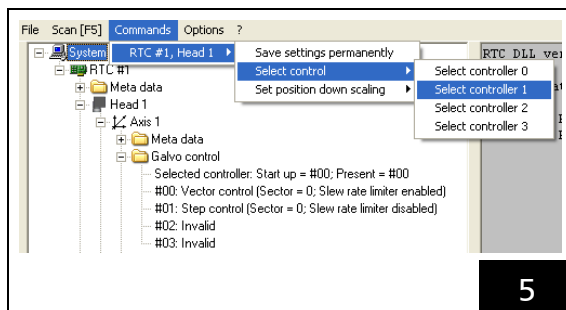 File Scan [F5] Commands Options ?
System RTC #1, Head 1 Save settings permanently RTC DLL ver
RTC #1 Select control Select controller 0
Meta data Set position down scaling Select controller 1
Head 1 Select controller 2
Axis 1 Select controller 3
Meta data
Galvo control
Selected controller: Start up = #00; Present = #00
#00: Vector control (Sector = 0; Slew rate limiter enabled)
#01: Step control (Sector = 0; Slew rate limiter disabled)
#02: Invalid
#03: Invalid
5